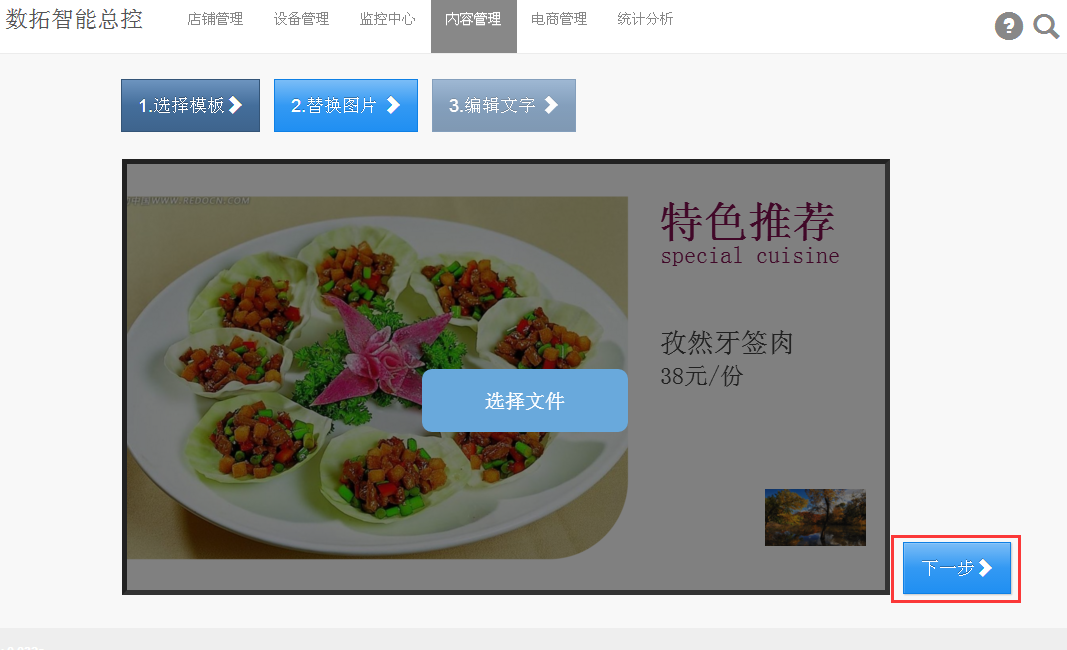 数拓智能总控
店铺管理 设备管理 监控中心 内容管理 电商管理 统计分析
?
1.选择模板 2.替换图片 3.编辑文字
WWW.REDOCN.COM
特色推荐
special cuisine
孜然牙签肉
38元/份
选择文件
下一步